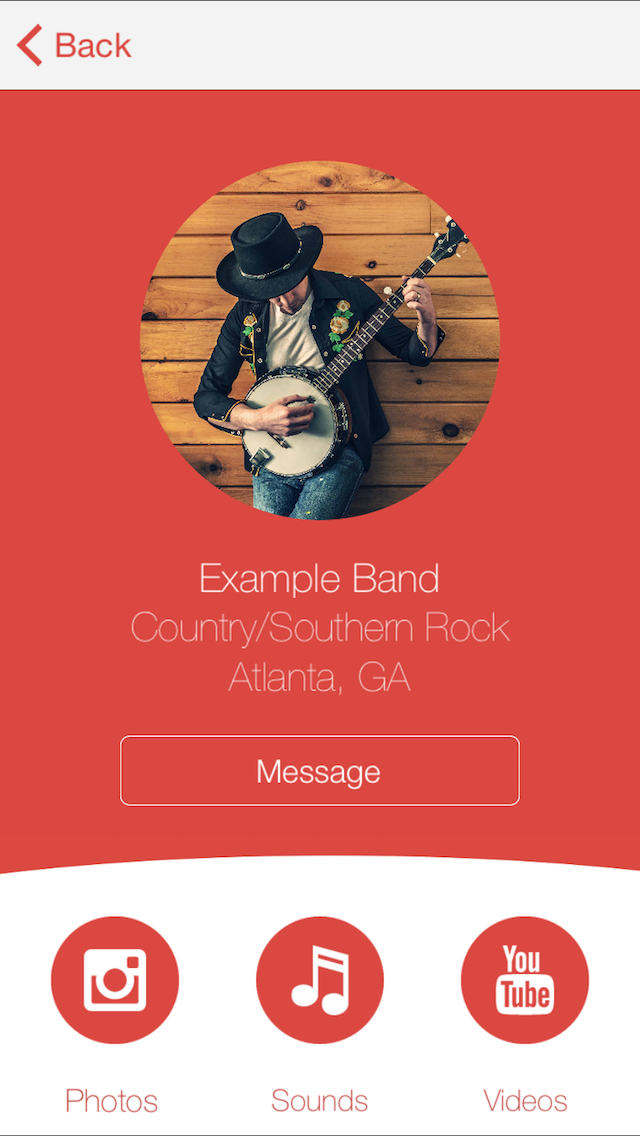 Back
Example Band
Country/Southern Rock
Atlanta, GA
Message
You
Tube
Photos
Sounds
Videos